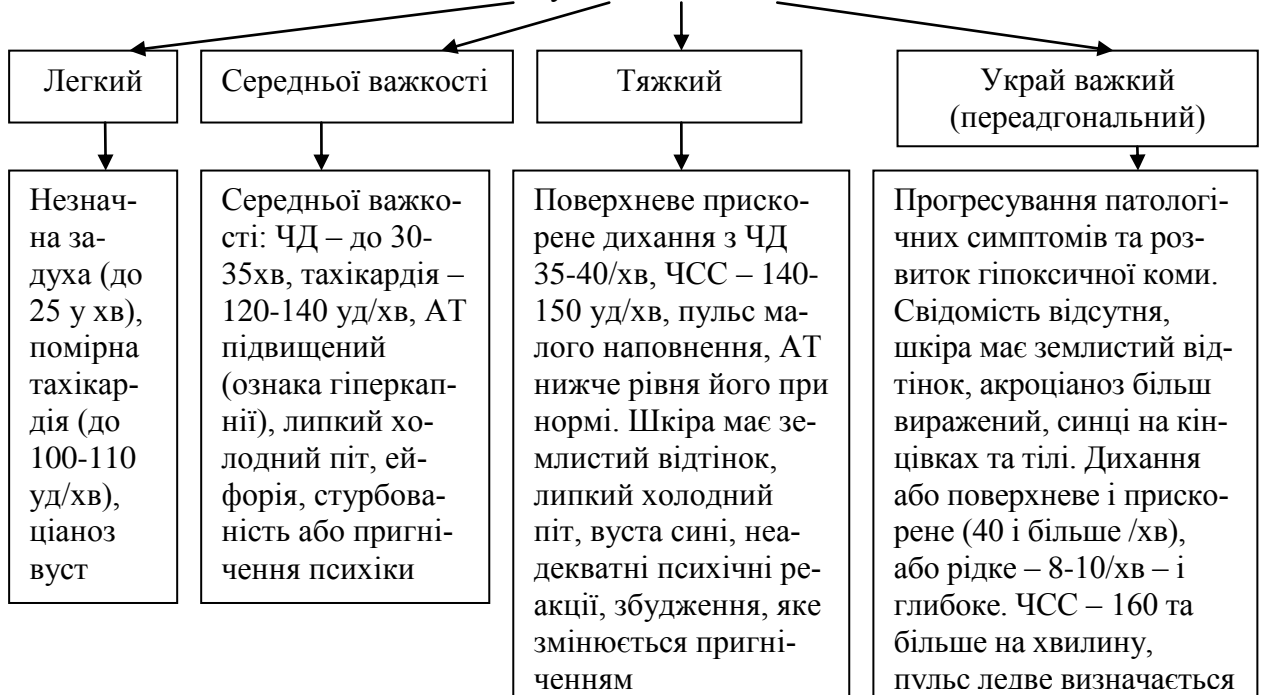 Легкий
Середньої важкості
Тяжкий
Украй важкий
(переадгональний)
Незнач-
на за-
духа (до
25 у хв),
помірна
тахікар-
дія (до
100-110
уд/хв),
ціаноз
вуст
Середньої важко-
сті: ЧД – до 30-
35хв, тахікардія –
120-140 уд/хв, АТ
підвищений
(ознака гіперкап-
нії), липкий хо-
лодний піт, ей-
форія, стурбова-
ність або пригні-
чення психіки
Поверхневе приско-
рене дихання з ЧД
35-40/хв, ЧСС – 140-
150 уд/хв, пульс ма-
лого наповнення, АТ
нижче рівня його при
нормі. Шкіра має зе-
млистий відтінок,
липкий холодний
піт, вуста сині, неа-
декватні психічні ре-
акції, збудження, яке
змінюється пригні-
ченням
Прогресування патологі-
чних симптомів та роз-
виток гіпоксичної коми.
Свідомість відсутня,
шкіра має землистий від-
тінок, акроціаноз більш
виражений, синці на кін-
цівках та тілі. Дихання
або поверхневе і приско-
рене (40 і більше /хв),
або рідке – 8-10/хв – і
глибоке. ЧСС – 160 та
більше на хвилину,
пульс ледве визначається